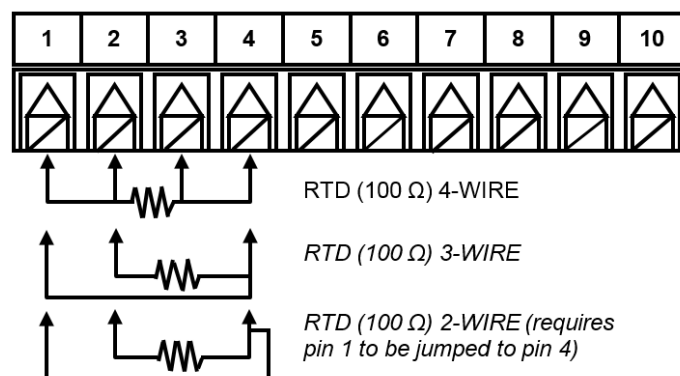 1 2 3 4 5 6 7 8 9 10
RTD (100 Ω) 4-WIRE
RTD (100 Ω) 3-WIRE
RTD (100 Ω) 2-WIRE (requires
pin 1 to be jumped to pin 4)